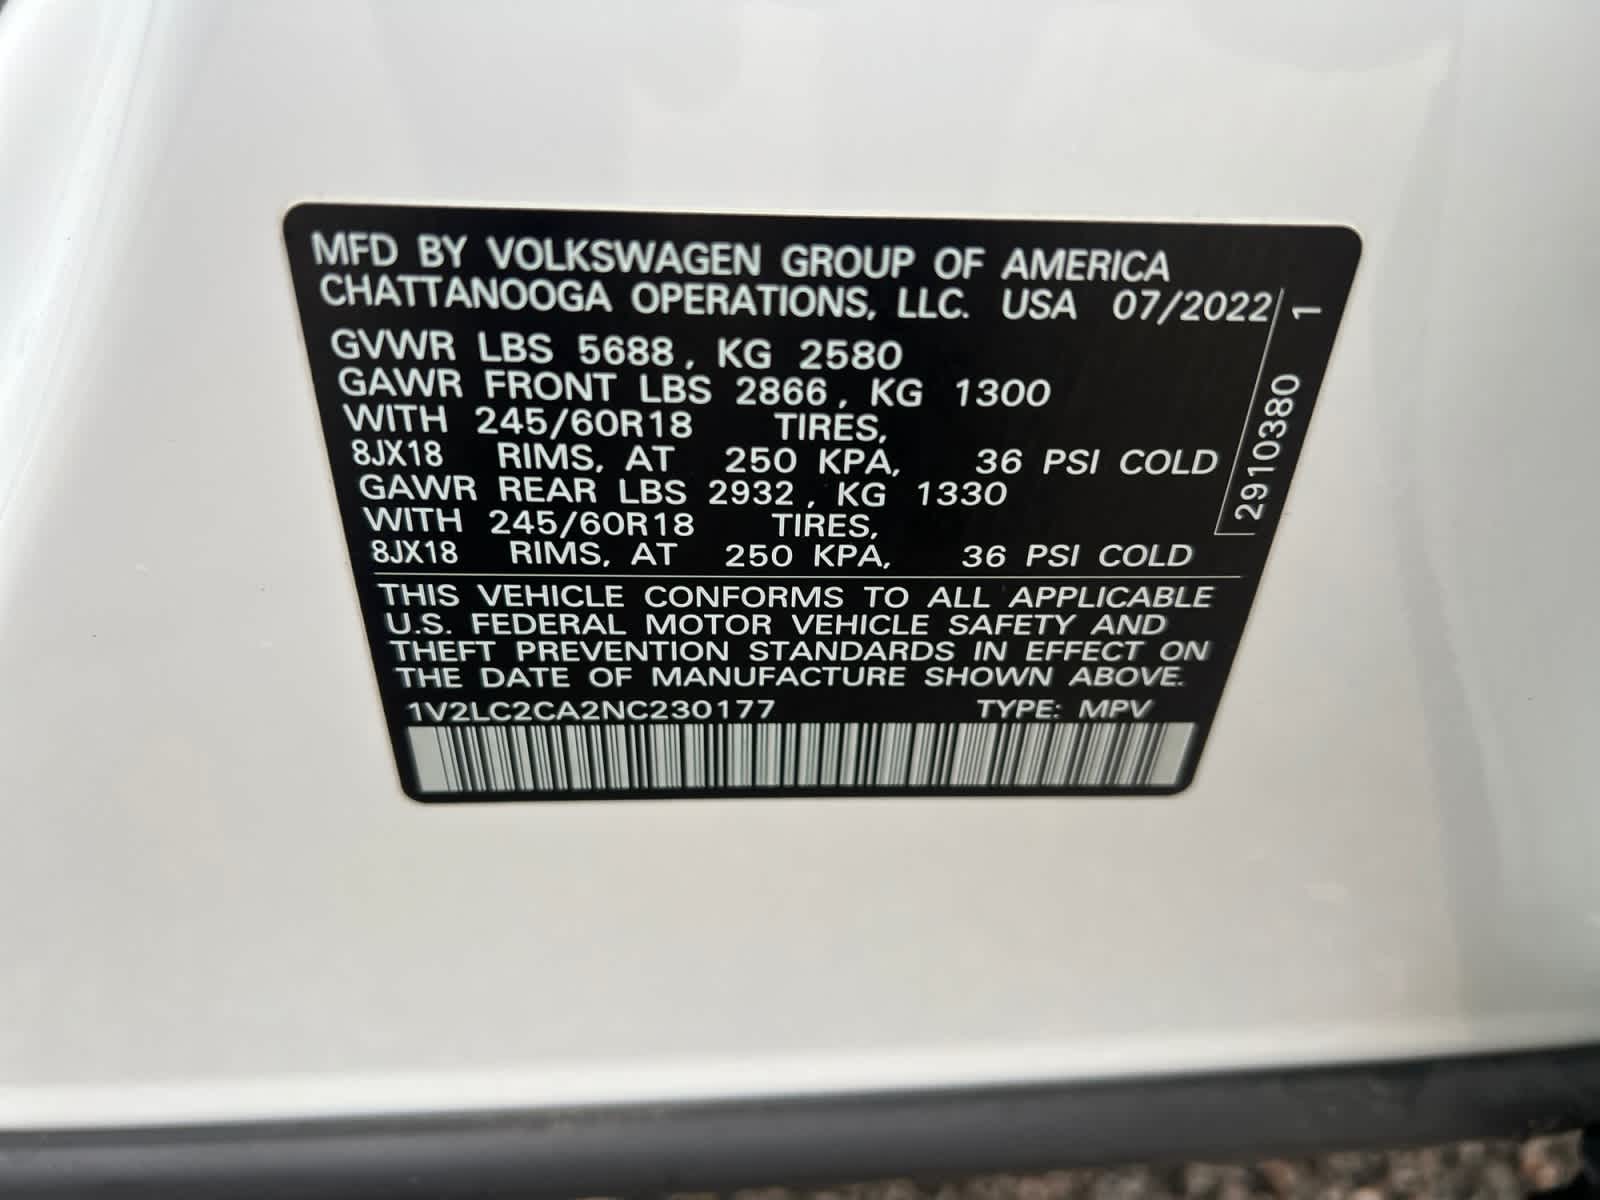 MFD BY VOLKSWAGEN GROUP OF AMERICA
CHATTANOOGA OPERATIONS, LLC. USA 07/2022
GVWR LBS 5688, KG 2580
GAWR FRONT LBS 2866, KG 1300
WITH 245/60R18 TIRES,
8JX18 RIMS, AT 250 KPA, 36 PSI COLD
GAWR REAR LBS 2932, KG 1330
WITH 245/60R18 TIRES,
8JX18 RIMS, AT 250 KPA, 36 PSI COLD
THIS VEHICLE CONFORMS TO ALL APPLICABLE
U.S. FEDERAL MOTOR VEHICLE SAFETY AND
THEFT PREVENTION STANDARDS IN EFFECT ON
THE DATE OF MANUFACTURE SHOWN ABOVE.
1V2LC2CA2NC230177 TYPE: MPV
2910380 1